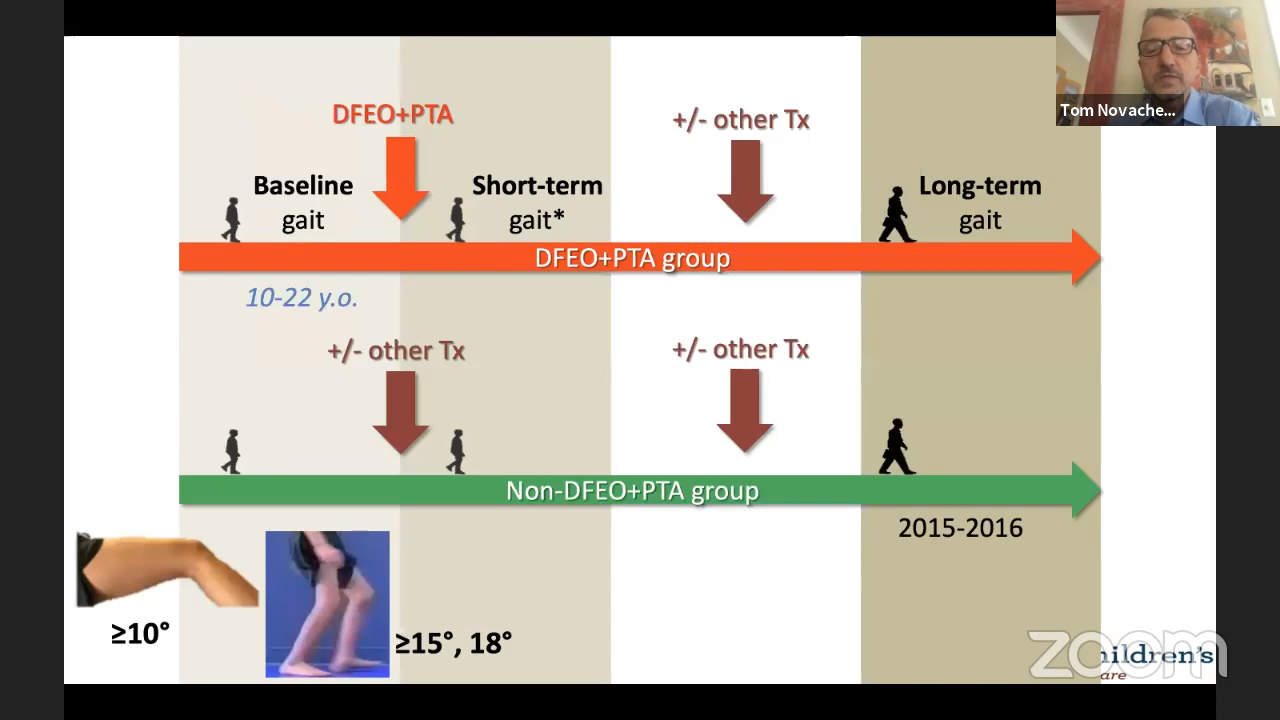 Tom Novache...
DFEO+PTA
+/- other Tx
Baseline
gait
Short-term
gait*
Long-term
gait
DFEO+PTA group
10-22 y.o.
+/- other Tx
+/- other Tx
Non-DFEO+PTA group
2015-2016
≥10°
≥15°, 18°
zoom
hildren's
are